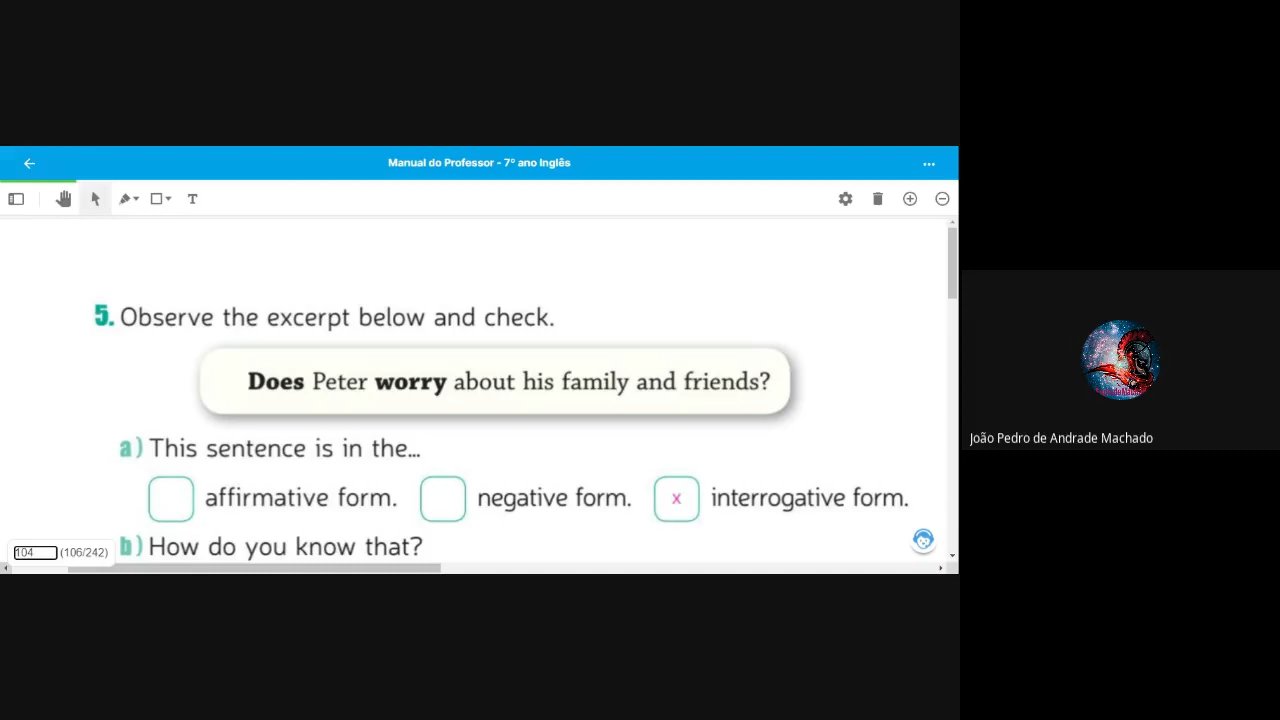 Manual do Professor - 7º ano Inglês
T
5. Observe the excerpt below and check.
Does Peter worry about his family and friends?
a) This sentence is in the...
affirmative form. negative form. x interrogative form.
b) How do you know that?
104 (106/242)
João Pedro de Andrade Machado